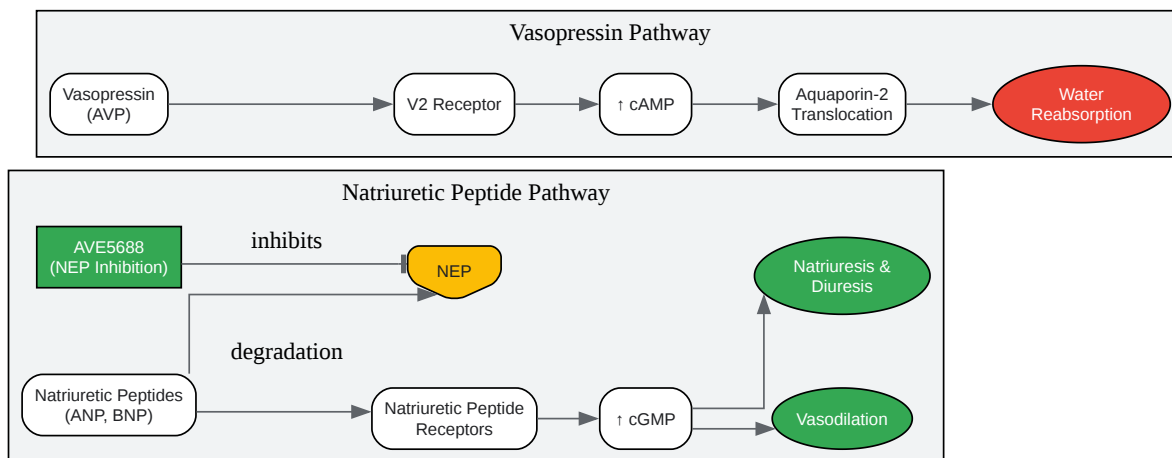 Vasopressin Pathway
Vasopressin
(AVP)
V2 Receptor
↑ cAMP
Aquaporin-2
Translocation
Water
Reabsorption
Natriuretic Peptide Pathway
AVE5688
(NEP Inhibition)
inhibits
NEP
Natriuresis &
Diuresis
degradation
Natriuretic Peptides
(ANP, BNP)
Natriuretic Peptide
Receptors
↑ cGMP
Vasodilation